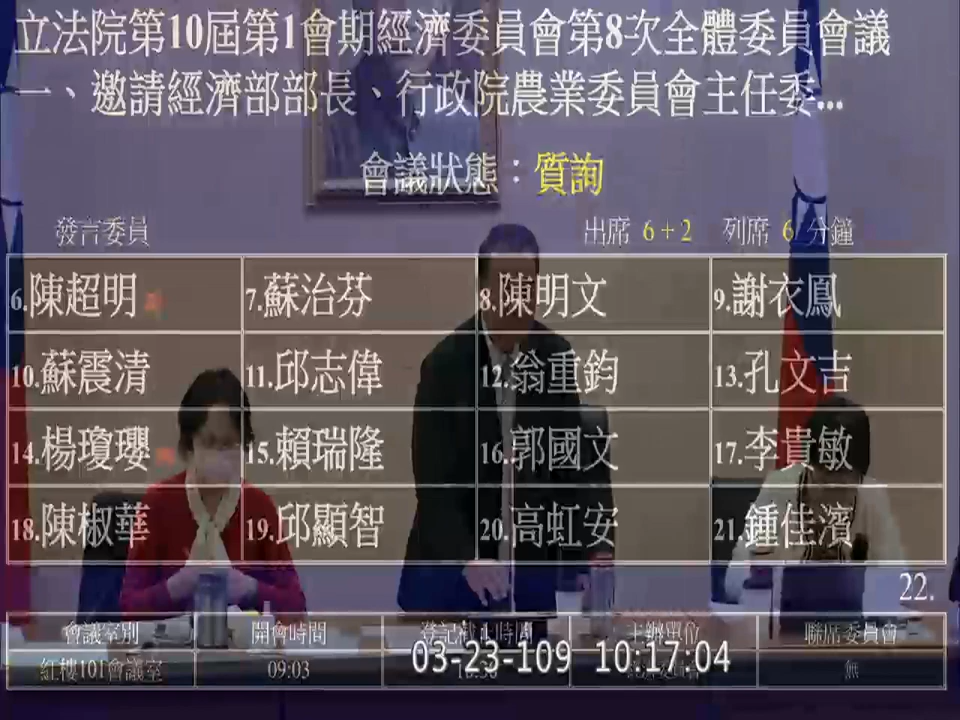 立法院第10屆第1會期經濟委員會第8次全體委員會議
一、邀請經濟部部長、行政院農業委員會主任委...
會議狀態：質詢
發言委員 出席 6+2 列席 6 分鐘
6.陳超明 7.蘇治芬 8.陳明文 9.謝衣鳳
10.蘇震清 11.邱志偉 12.翁重鈞 13.孔文吉
14.楊瓊瓔 15.賴瑞隆 16.郭國文 17.李貴敏
18.陳椒華 19.邱顯智 20.高虹安 21.鍾佳濱
22.
會議室別 開會時間 登記截止時間 主辦單位 聯席委員會
紅樓101會議室 09:03 無
03-23-109 10:17:04